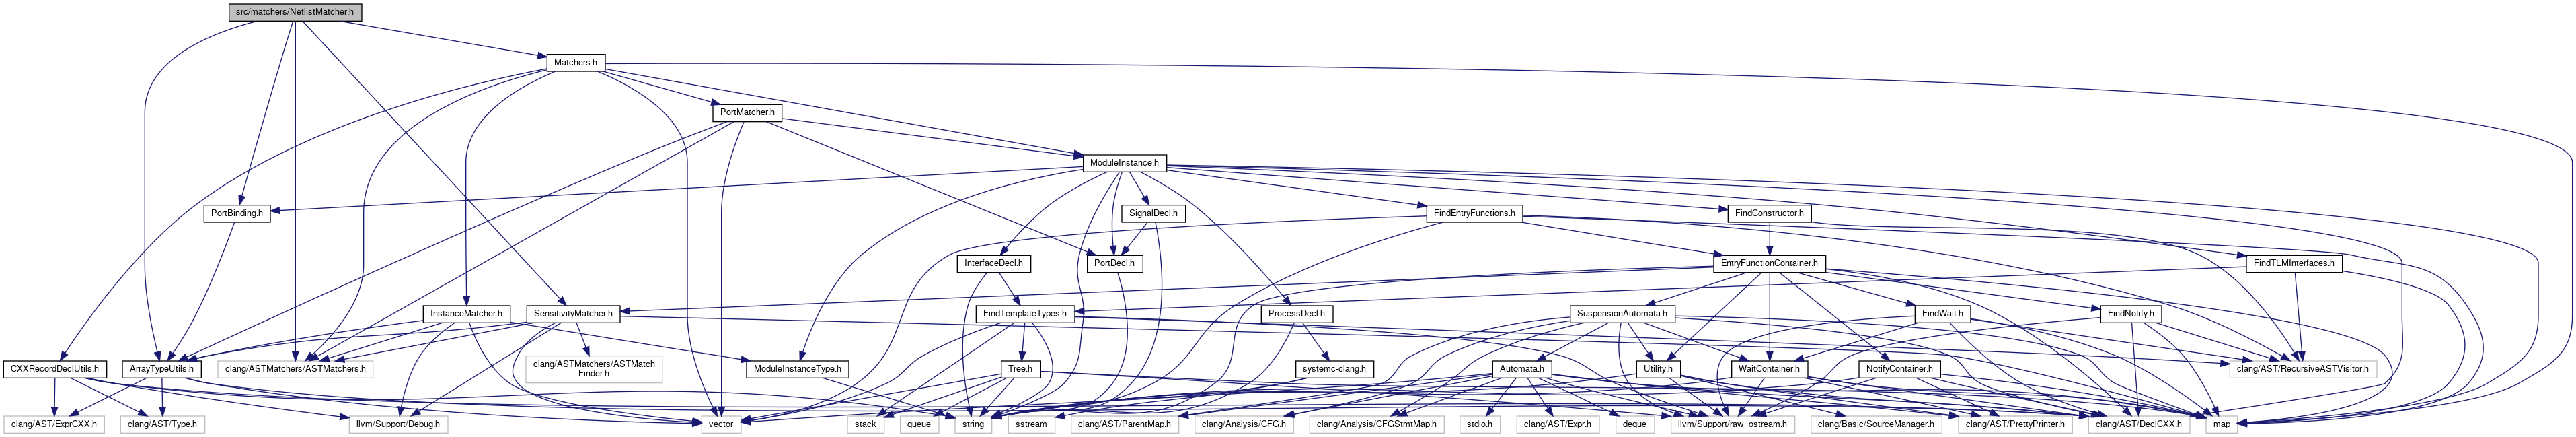 src/matchers/NetlistMatcher.h
Matchers.h
PortMatcher.h
ModuleInstance.h
PortBinding.h
SignalDecl.h
FindEntryFunctions.h
FindConstructor.h
InterfaceDecl.h
PortDecl.h
EntryFunctionContainer.h
FindTLMInterfaces.h
InstanceMatcher.h
SensitivityMatcher.h
FindTemplateTypes.h
ProcessDecl.h
SuspensionAutomata.h
FindWait.h
FindNotify.h
CXXRecordDeclUtils.h
ArrayTypeUtils.h
clang/ASTMatchers/ASTMatchers.h
clang/ASTMatchers/ASTMatch
Finder.h
ModuleInstanceType.h
Tree.h
systemc-clang.h
Automata.h
Utility.h
WaitContainer.h
NotifyContainer.h
clang/AST/RecursiveASTVisitor.h
clang/AST/ExprCXX.h
clang/AST/Type.h
llvm/Support/Debug.h
vector
stack
queue
string
sstream
clang/AST/ParentMap.h
clang/Analysis/CFG.h
clang/Analysis/CFGStmtMap.h
stdio.h
clang/AST/Expr.h
deque
llvm/Support/raw_ostream.h
clang/Basic/SourceManager.h
clang/AST/PrettyPrinter.h
clang/AST/DeclCXX.h
map